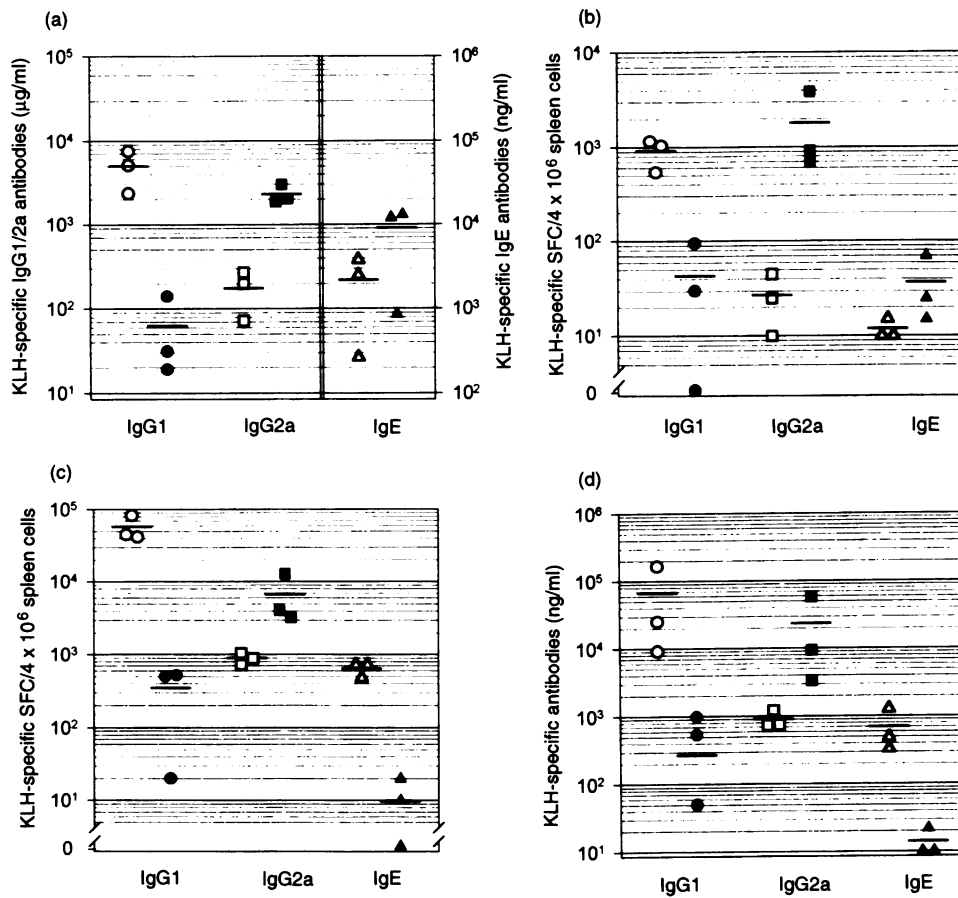 (a)
KLH-specific IgG1/2a antibodies (μg/ml)
10⁵
10⁴
10³
10²
10¹
10⁶
10⁵
10⁴
10³
10²
KLH-specific IgE antibodies (ng/ml)
IgG1 IgG2a IgE
(b)
KLH-specific SFC/4 x 10⁶ spleen cells
10⁴
10³
10²
10¹
0
IgG1 IgG2a IgE
(c)
KLH-specific SFC/4 x 10⁶ spleen cells
10⁵
10⁴
10³
10²
10¹
0
IgG1 IgG2a IgE
(d)
KLH-specific antibodies (ng/ml)
10⁶
10⁵
10⁴
10³
10²
10¹
IgG1 IgG2a IgE